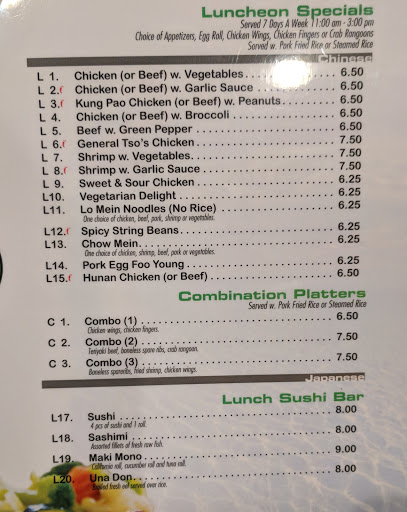 Luncheon Specials
Served 7 Days A Week 11:00 am - 3:00 pm
Choice of Appetizers, Egg Roll, Chicken Wings, Chicken Fingers or Crab Rangoons
Served w. Pork Fried Rice or Steamed Rice
Chinese
L 1. Chicken (or Beef) w. Vegetables 6.50
L 2. Chicken (or Beef) w. Garlic Sauce 6.50
L 3. Kung Pao Chicken (or Beef) w. Peanuts 6.50
L 4. Chicken (or Beef) w. Broccoli 6.50
L 5. Beef w. Green Pepper 6.50
L 6. General Tso's Chicken 7.50
L 7. Shrimp w. Vegetables 7.50
L 8. Shrimp w. Garlic Sauce 7.50
L 9. Sweet & Sour Chicken 6.25
L10. Vegetarian Delight 6.25
L11. Lo Mein Noodles (No Rice) 6.25
One choice of chicken, beef, pork, shrimp or vegetables.
L12. Spicy String Beans 6.25
L13. Chow Mein 6.25
One choice of chicken, shrimp, beef, pork or vegetables.
L14. Pork Egg Foo Young 6.25
L15. Hunan Chicken (or Beef) 6.50
Combination Platters
Served w. Pork Fried Rice or Steamed Rice
C 1. Combo (1) 6.50
Chicken wings, chicken fingers.
C 2. Combo (2) 7.50
Teriyaki beef, boneless spare ribs, crab rangoon.
C 3. Combo (3) 7.50
Boneless spareribs, fried shrimp, chicken wings.
Japanese
Lunch Sushi Bar
L17. Sushi 8.00
4 pcs of sushi and 1 roll.
L18. Sashimi 8.00
Assorted fillets of fresh raw fish.
L19. Maki Mono 9.00
California roll, cucumber roll and tuna roll.
L20. Una Don 8.00
Broiled fresh eel served over rice.